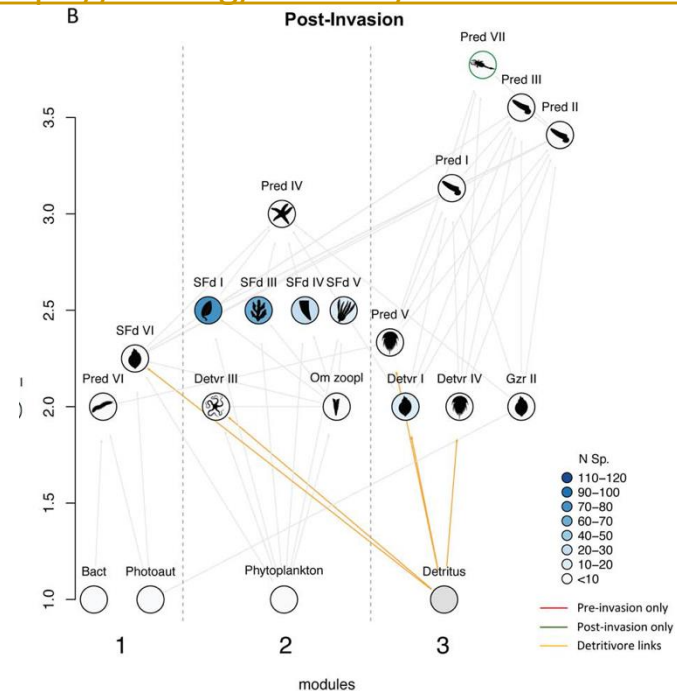 B
Post-Invasion
Pred VII
Pred III
Pred II
3.5
Pred I
Pred IV
3.0
SFd I
SFd III
SFd IV
SFd V
2.5
Pred V
SFd VI
Pred VI
Detvr III
Om zoopl
Detvr I
Detvr IV
Gzr II
2.0
N Sp.
110–120
90–100
70–80
60–70
40–50
20–30
10–20
<10
1.5
Bact
Photoaut
Phytoplankton
Detritus
1.0
Pre-invasion only
Post-invasion only
Detritivore links
1
2
3
modules